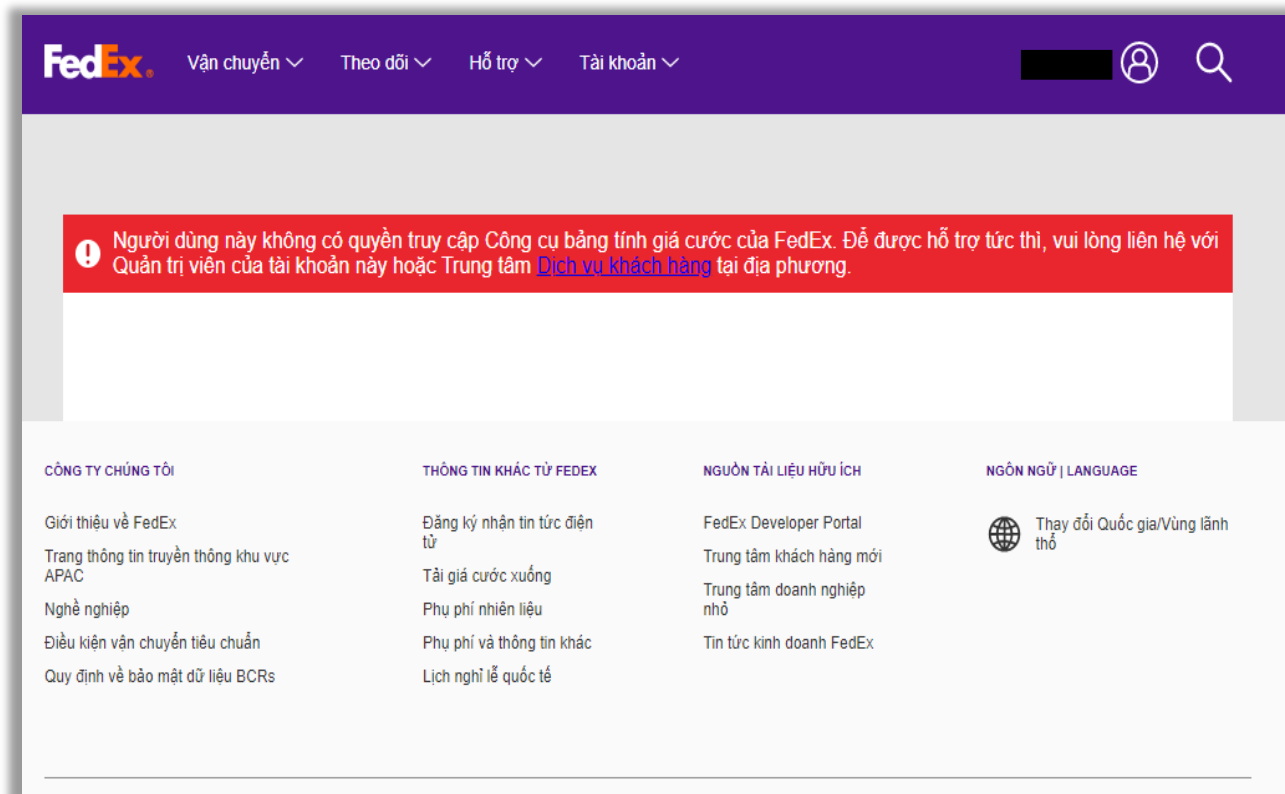 FedEx® Vận chuyển Theo dõi Hỗ trợ Tài khoản
Người dùng này không có quyền truy cập Công cụ bảng tính giá cước của FedEx. Để được hỗ trợ tức thì, vui lòng liên hệ với
Quản trị viên của tài khoản này hoặc Trung tâm Dịch vụ khách hàng tại địa phương.
CÔNG TY CHÚNG TÔI
Giới thiệu về FedEx
Trang thông tin truyền thông khu vực
APAC
Nghề nghiệp
Điều kiện vận chuyển tiêu chuẩn
Quy định về bảo mật dữ liệu BCRs
THÔNG TIN KHÁC TỪ FEDEX
Đăng ký nhận tin tức điện
tử
Tải giá cước xuống
Phụ phí nhiên liệu
Phụ phí và thông tin khác
Lịch nghỉ lễ quốc tế
NGUỒN TÀI LIỆU HỮU ÍCH
FedEx Developer Portal
Trung tâm khách hàng mới
Trung tâm doanh nghiệp
nhỏ
Tin tức kinh doanh FedEx
NGÔN NGỮ | LANGUAGE
Thay đổi Quốc gia/Vùng lãnh
thổ